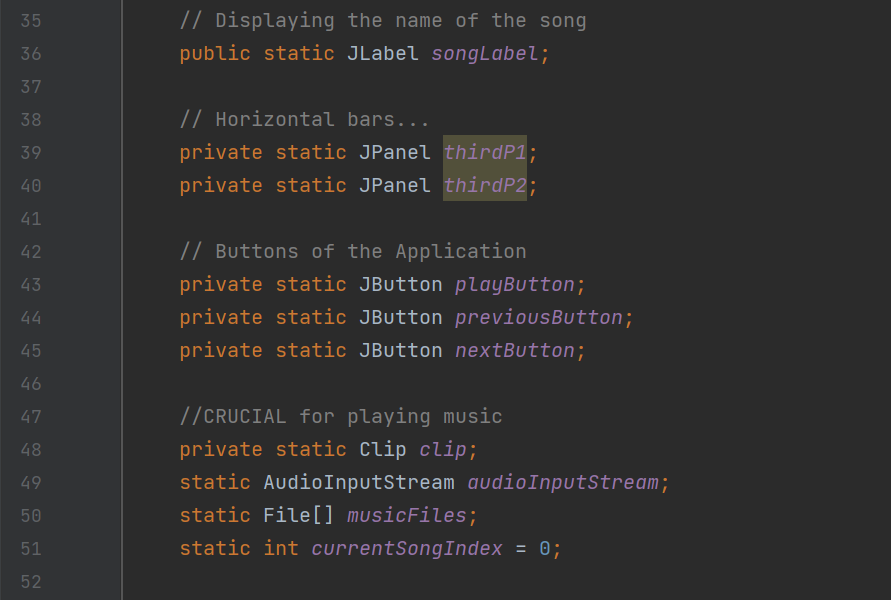 35 // Displaying the name of the song
36 public static JLabel songLabel;
37
38 // Horizontal bars...
39 private static JPanel thirdP1;
40 private static JPanel thirdP2;
41
42 // Buttons of the Application
43 private static JButton playButton;
44 private static JButton previousButton;
45 private static JButton nextButton;
46
47 //CRUCIAL for playing music
48 private static Clip clip;
49 static AudioInputStream audioInputStream;
50 static File[] musicFiles;
51 static int currentSongIndex = 0;
52